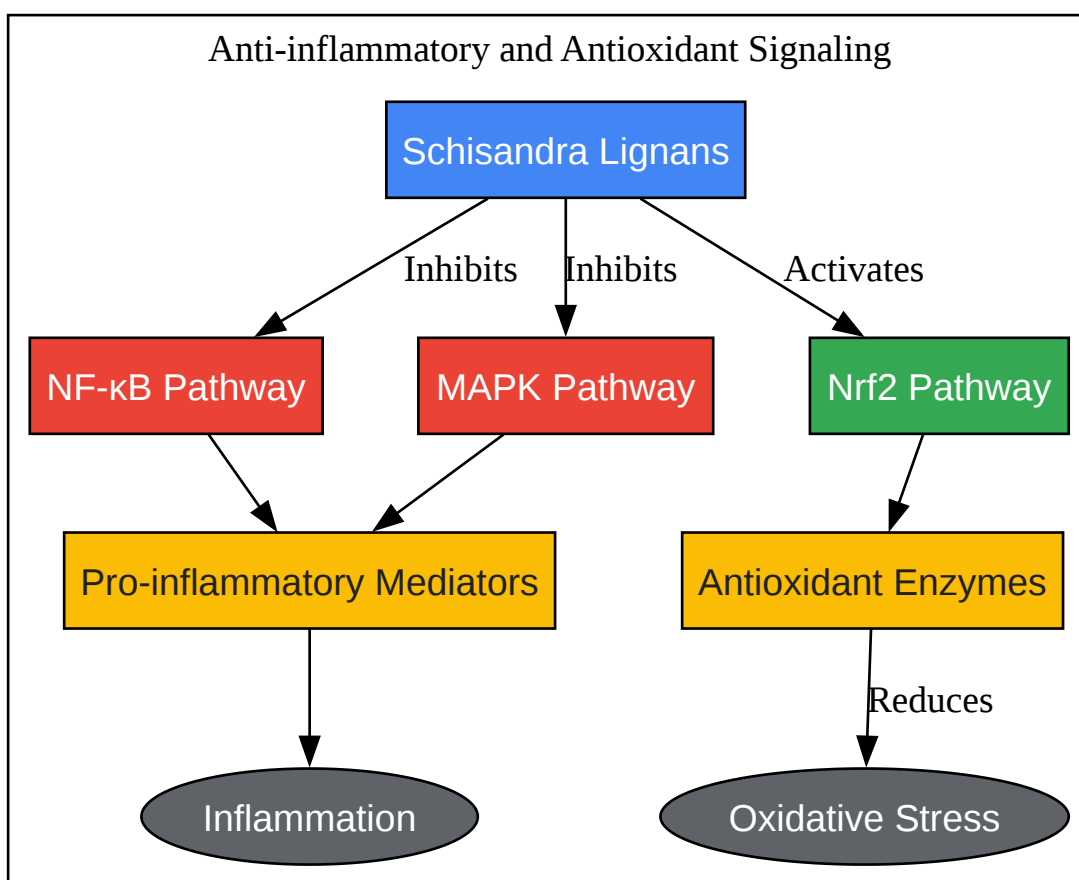 Anti-inflammatory and Antioxidant Signaling
Schisandra Lignans
Inhibits
Inhibits
Activates
NF-κB Pathway
MAPK Pathway
Nrf2 Pathway
Pro-inflammatory Mediators
Antioxidant Enzymes
Reduces
Inflammation
Oxidative Stress